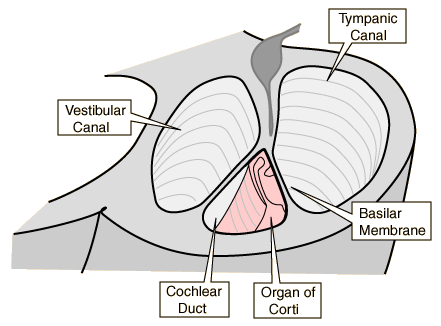 Tympanic
Canal
Vestibular
Canal
Basilar
Membrane
Cochlear
Duct
Organ of
Corti